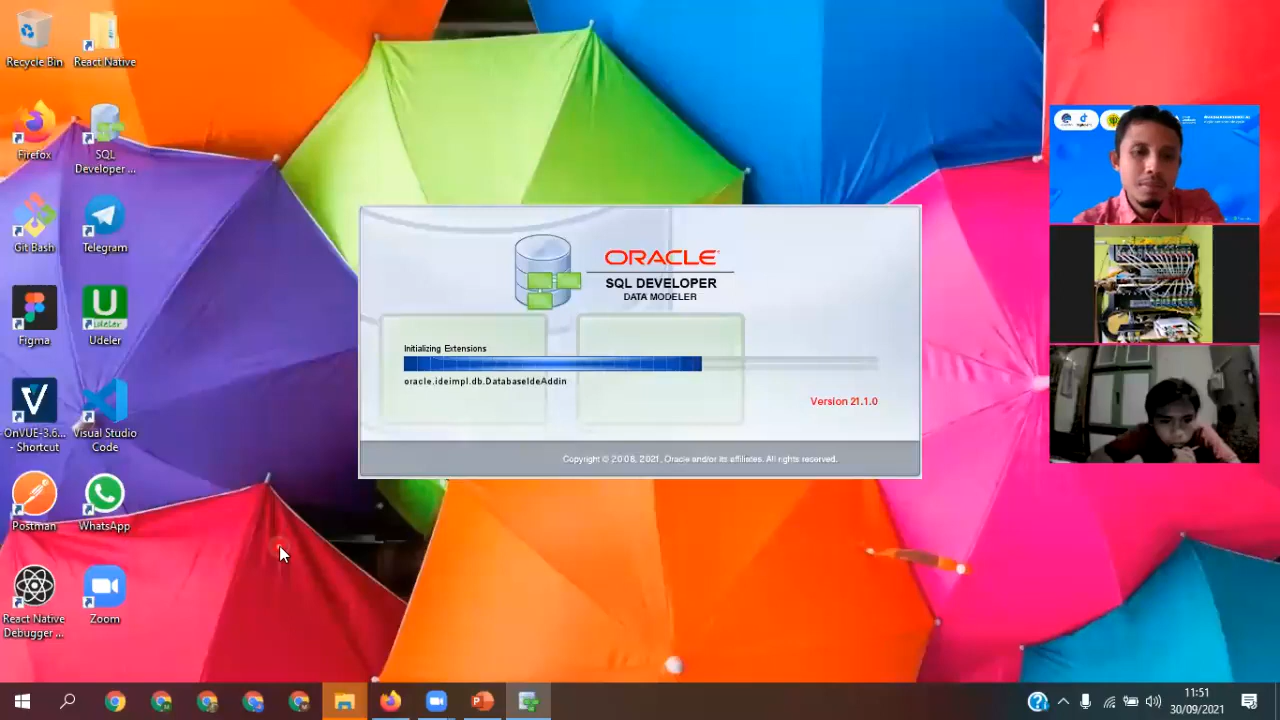 Recycle Bin
React Native
Firefox
SQL
Developer ...
Git Bash
Telegram
Figma
U
Udeler
Udeler
OnVUE-3.6...
- Shortcut
Visual Studio
Code
Postman
WhatsApp
React Native
Debugger ...
Zoom
ORACLE
SQL DEVELOPER
DATA MODELER
Initializing Extensions
oracle.ideimpl.db.DatabaseIdeAddin
Version 21.1.0
Copyright © 2008, 2021, Oracle and/or its affiliates. All rights reserved.
11:51
30/09/2021